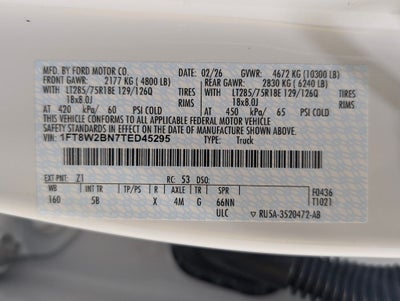 MFD. BY FORD MOTOR CO. 02/26 GVWR: 4672 KG (10300 LB)
FRONT GAWR: 2177 KG (4800 LB) REAR GAWR: 2830 KG (6240 LB)
WITH LT285/75R18E 129/126Q TIRES WITH LT285/75R18E 129/126Q TIRES
18x8.0J RIMS 18x8.0J RIMS
AT 420 kPa/ 60 PSI COLD AT 450 kPa/ 65 PSI COLD
THIS VEHICLE CONFORMS TO ALL APPLICABLE FEDERAL MOTOR VEHICLE
SAFETY STANDARDS IN EFFECT ON THE DATE OF MANUFACTURE SHOWN ABOVE.
VIN: 1FT8W2BN7TED45295 TYPE: Truck
EXT PNT: Z1 RC: 53 DSO:
WB INT TR TP/PS R AXLE TR SPR F0436
160 5B X 4M G 66NN T1021
ULC RU5A-3520472-AB